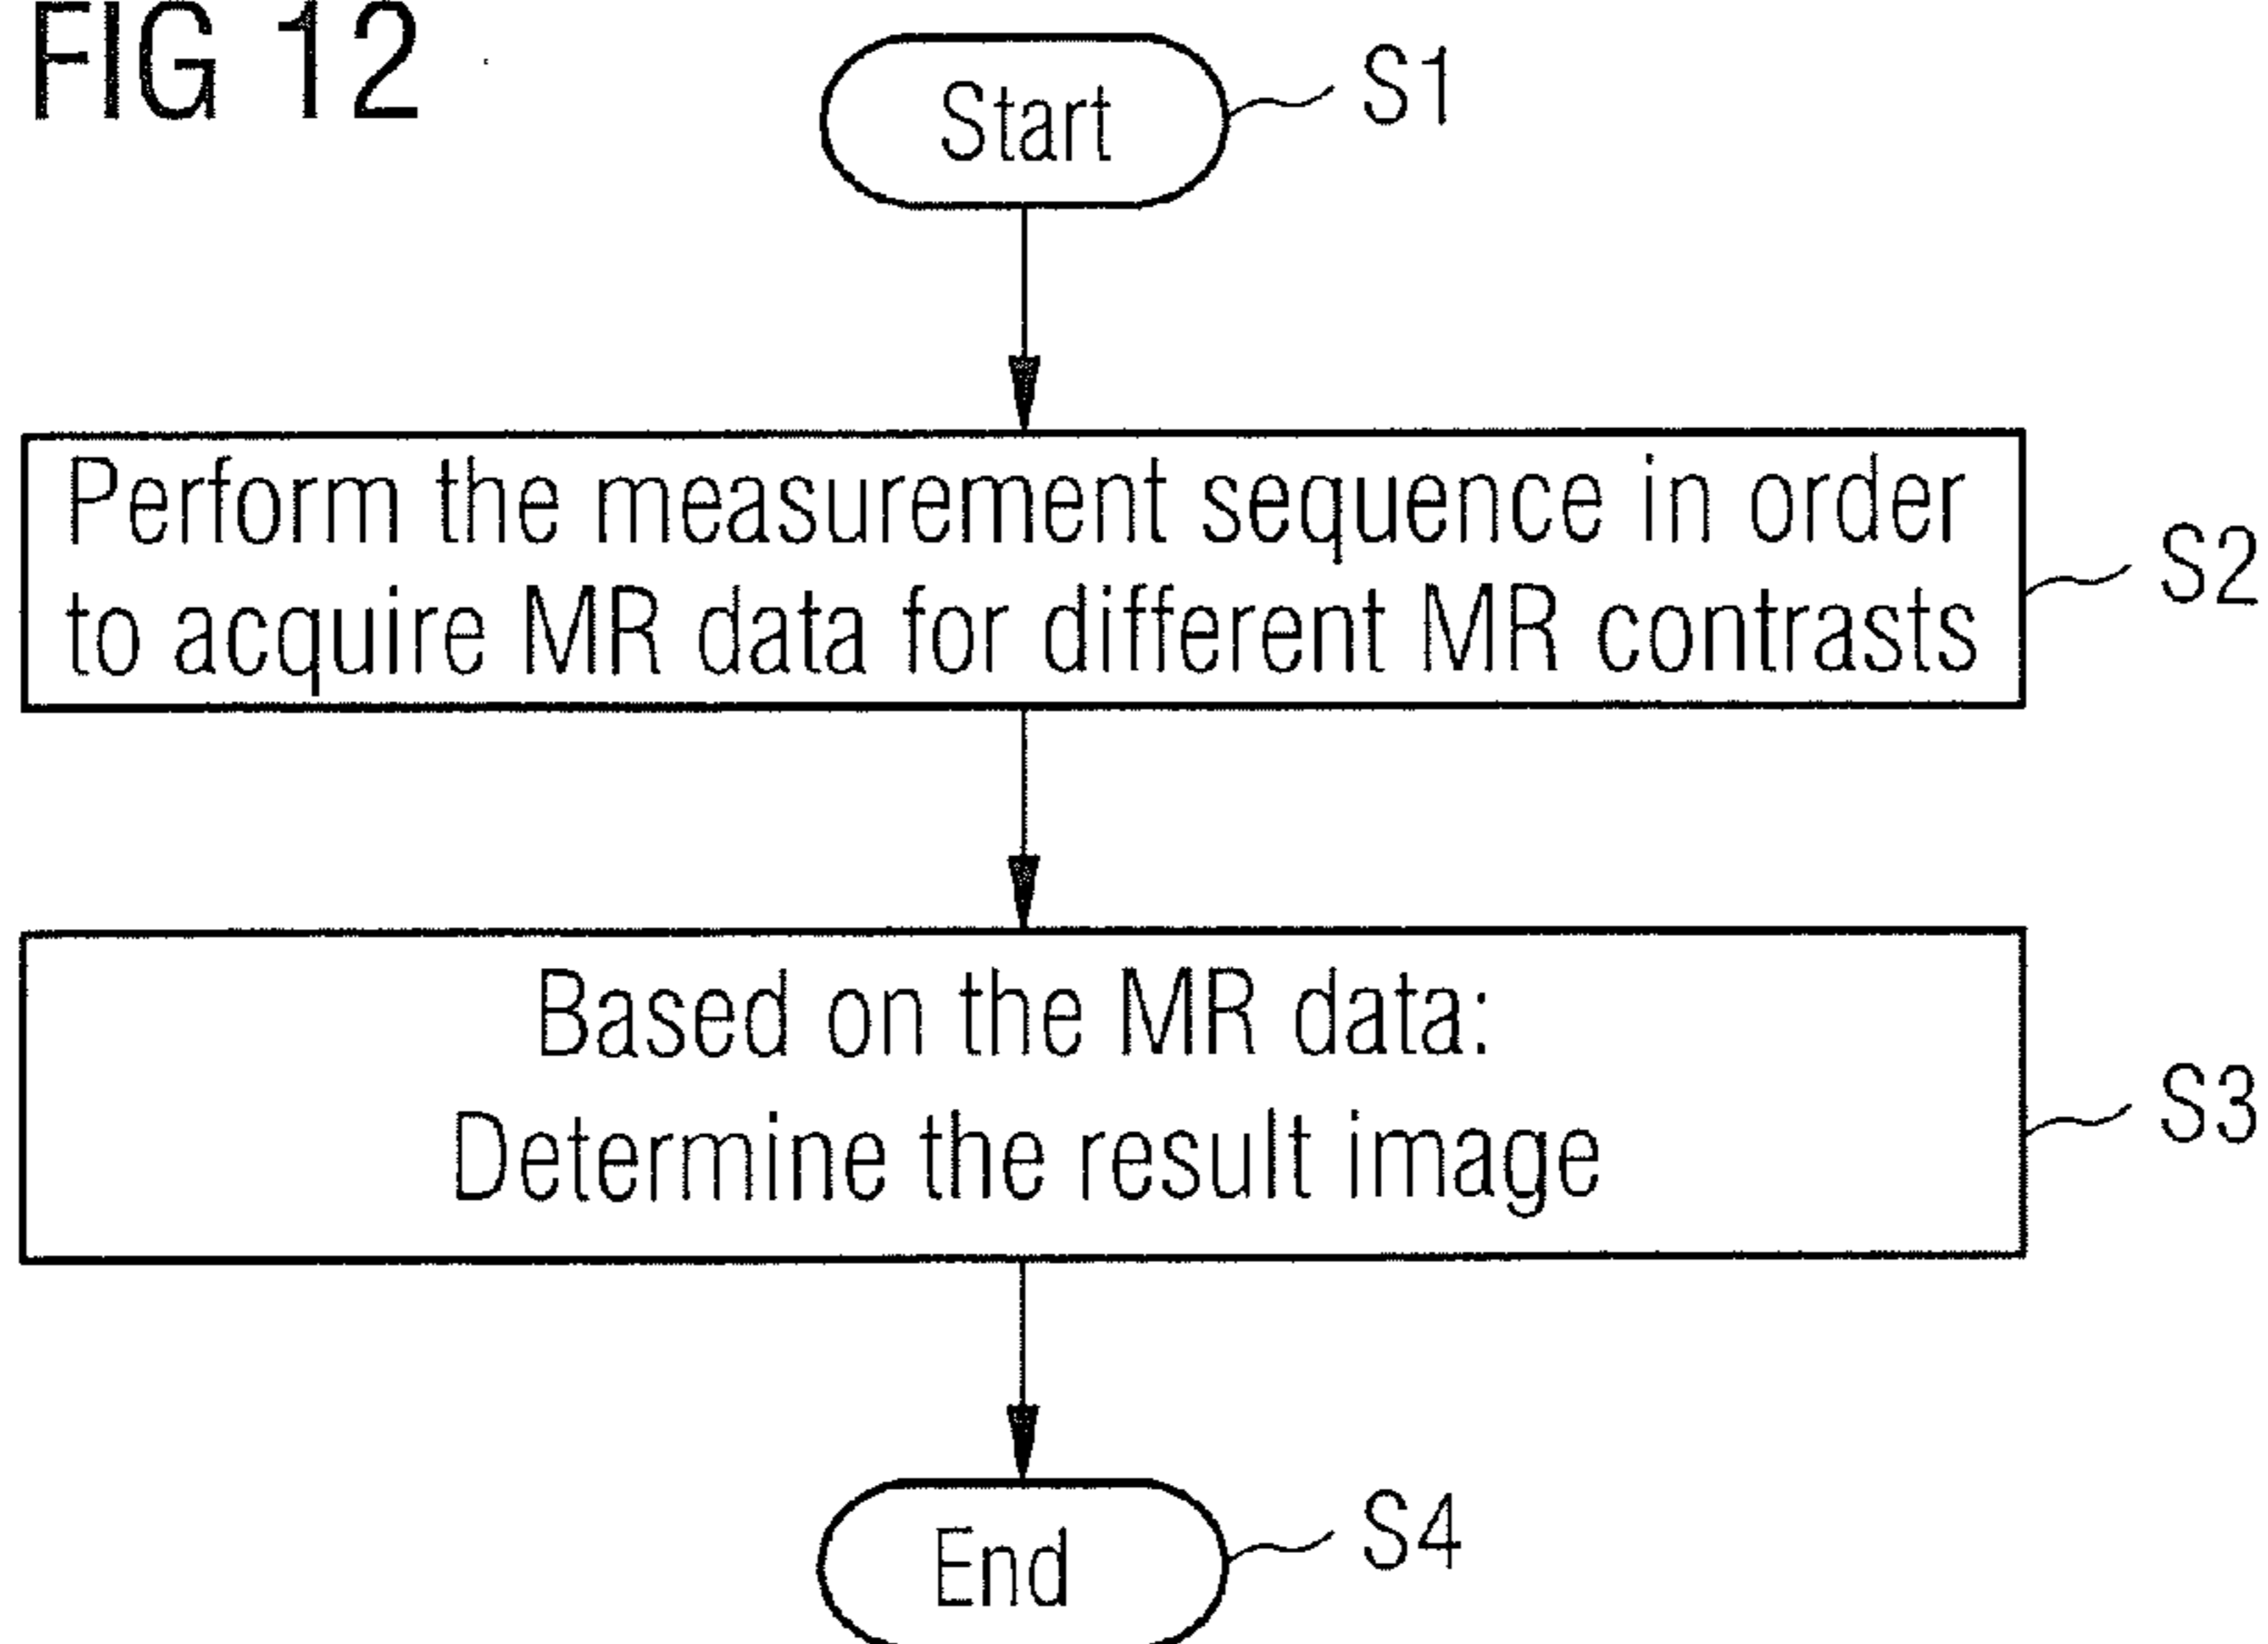 FIG 12
Start
S1
Perform the measurement sequence in order
to acquire MR data for different MR contrasts
S2
Based on the MR data:
Determine the result image
S3
End
S4